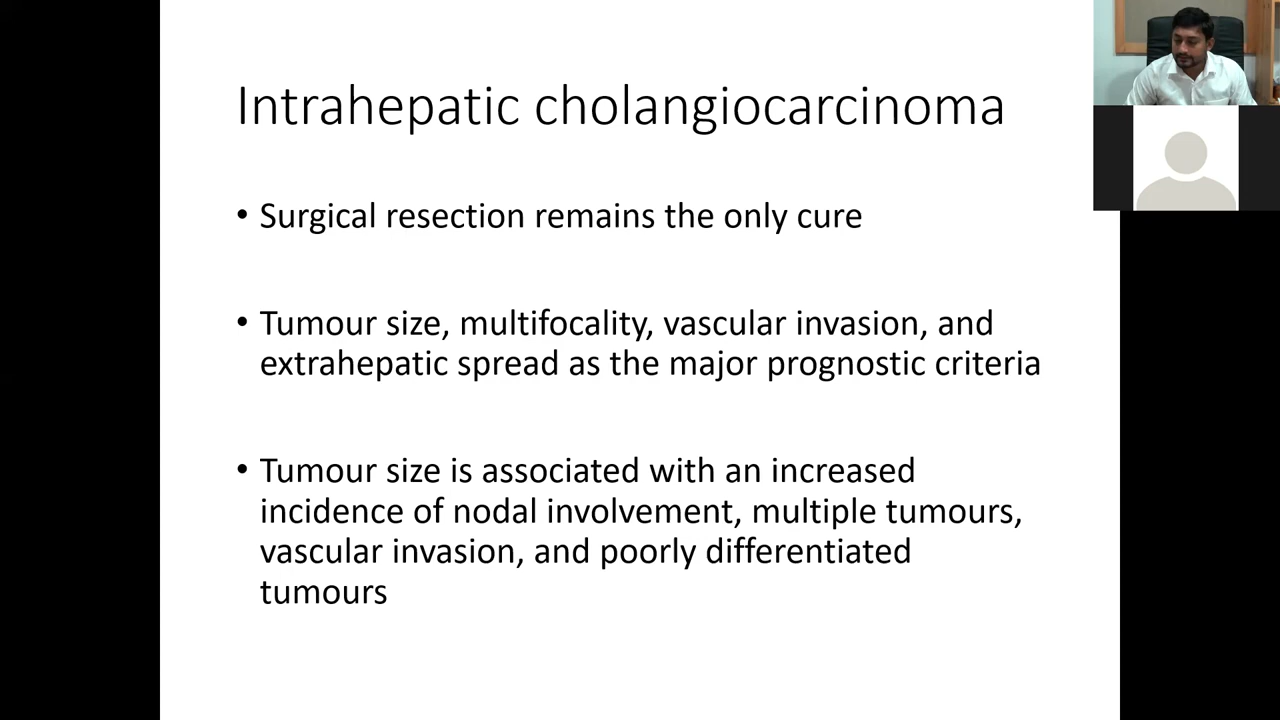 Intrahepatic cholangiocarcinoma
• Surgical resection remains the only cure
• Tumour size, multifocality, vascular invasion, and
extrahepatic spread as the major prognostic criteria
• Tumour size is associated with an increased
incidence of nodal involvement, multiple tumours,
vascular invasion, and poorly differentiated
tumours